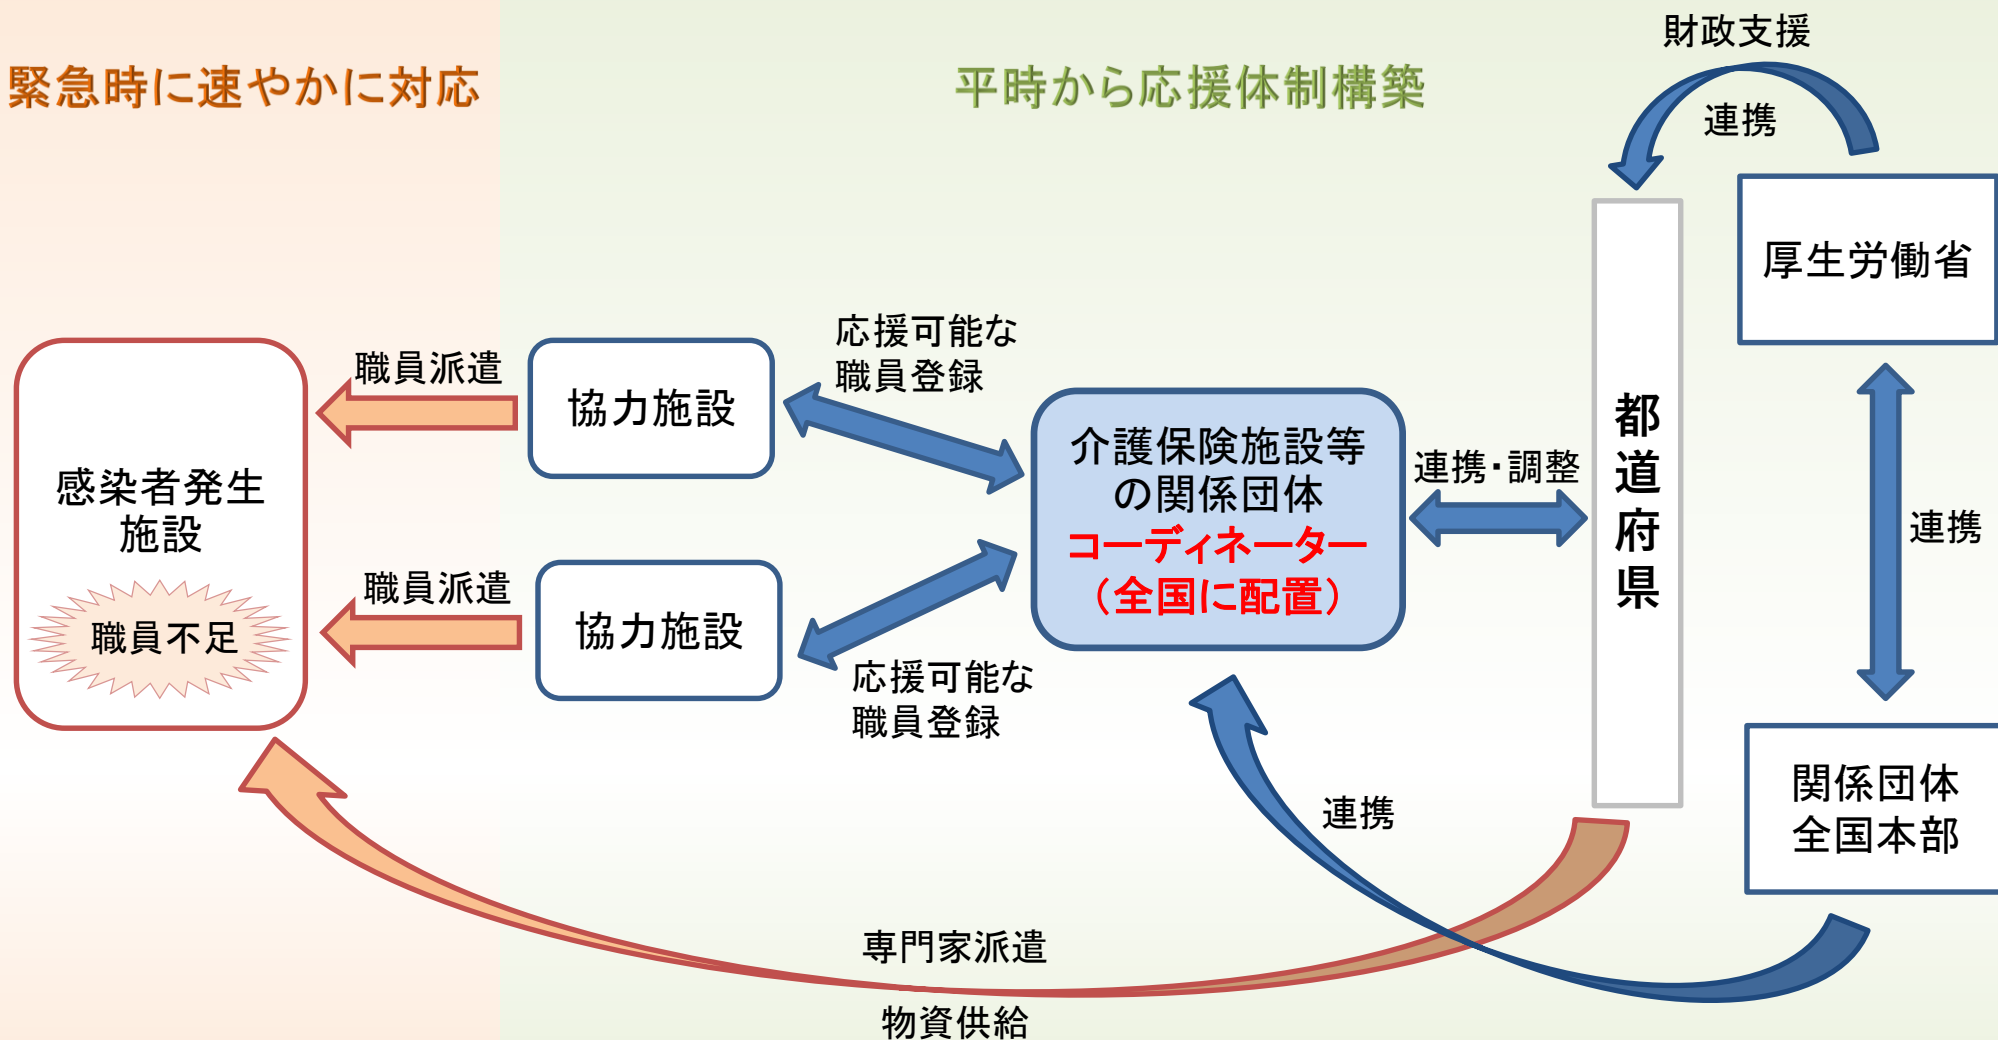 緊急時に速やかに対応
平時から応援体制構築
財政支援
連携
厚生労働省
都道府県
連携
関係団体
全国本部
応援可能な
職員登録
職員派遣
協力施設
介護保険施設等
の関係団体
コーディネーター
（全国に配置）
連携・調整
感染者発生
施設
職員不足
職員派遣
協力施設
応援可能な
職員登録
連携
専門家派遣
物資供給